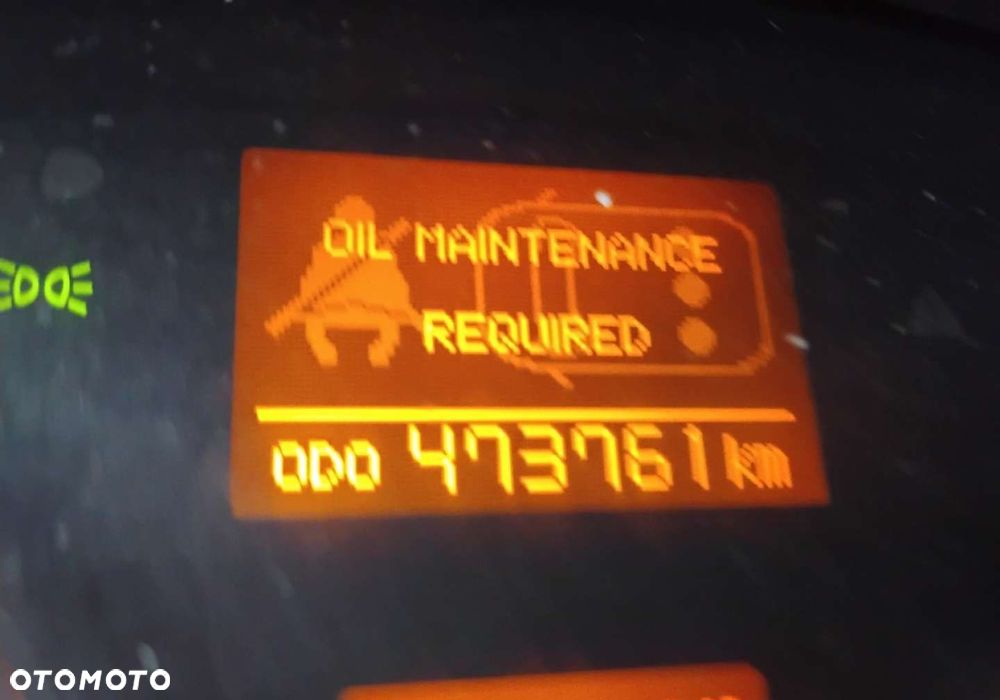 OIL MAINTENANCE
REQUIRED
ODO 473761 km
OTOMOTO